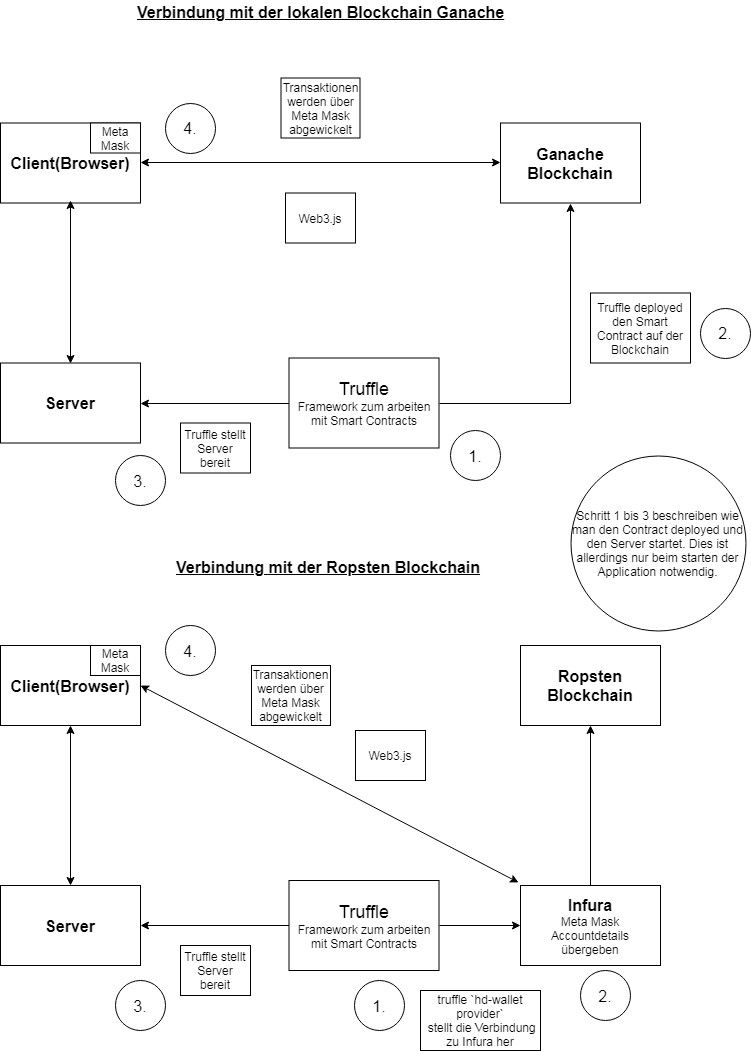 Verbindung mit der lokalen Blockchain Ganache
Transaktionen
werden über
Meta Mask
abgewickelt
4.
Meta
Mask
Client(Browser)
Ganache
Blockchain
Web3.js
Truffle deployed
den Smart
Contract auf der
Blockchain
2.
Server
Truffle
Framework zum arbeiten
mit Smart Contracts
Truffle stellt
Server
bereit
1.
3.
Schritt 1 bis 3 beschreiben wie
man den Contract deployed und
den Server startet. Dies ist
allerdings nur beim starten der
Application notwendig.
Verbindung mit der Ropsten Blockchain
4.
Meta
Mask
Client(Browser)
Transaktionen
werden über
Meta Mask
abgewickelt
Ropsten
Blockchain
Web3.js
Server
Truffle
Framework zum arbeiten
mit Smart Contracts
Infura
Meta Mask
Accountdetails
übergeben
Truffle stellt
Server
bereit
3.
1.
2.
truffle `hd-wallet
provider`
stellt die Verbindung
zu Infura her